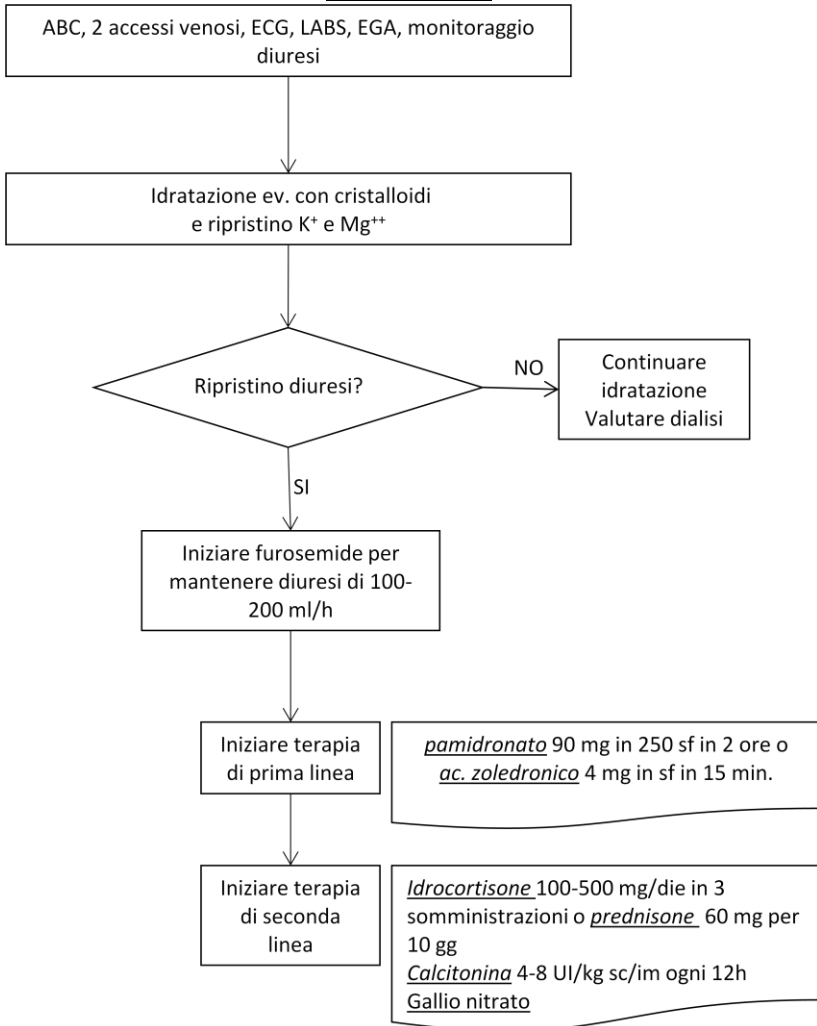 ABC, 2 accessi venosi, ECG, LABS, EGA, monitoraggio
diuresi
Idratazione ev. con cristalloidi
e ripristino K⁺ e Mg⁺⁺
Ripristino diuresi?
NO
Continuare
idratazione
Valutare dialisi
SI
Iniziare furosemide per
mantenere diuresi di 100-
200 ml/h
Iniziare terapia
di prima linea
pamidronato 90 mg in 250 sf in 2 ore o
ac. zoledronico 4 mg in sf in 15 min.
Iniziare terapia
di seconda
linea
Idrocortisone 100-500 mg/die in 3
somministrazioni o prednisone 60 mg per
10 gg
Calcitonina 4-8 UI/kg sc/im ogni 12h
Gallio nitrato